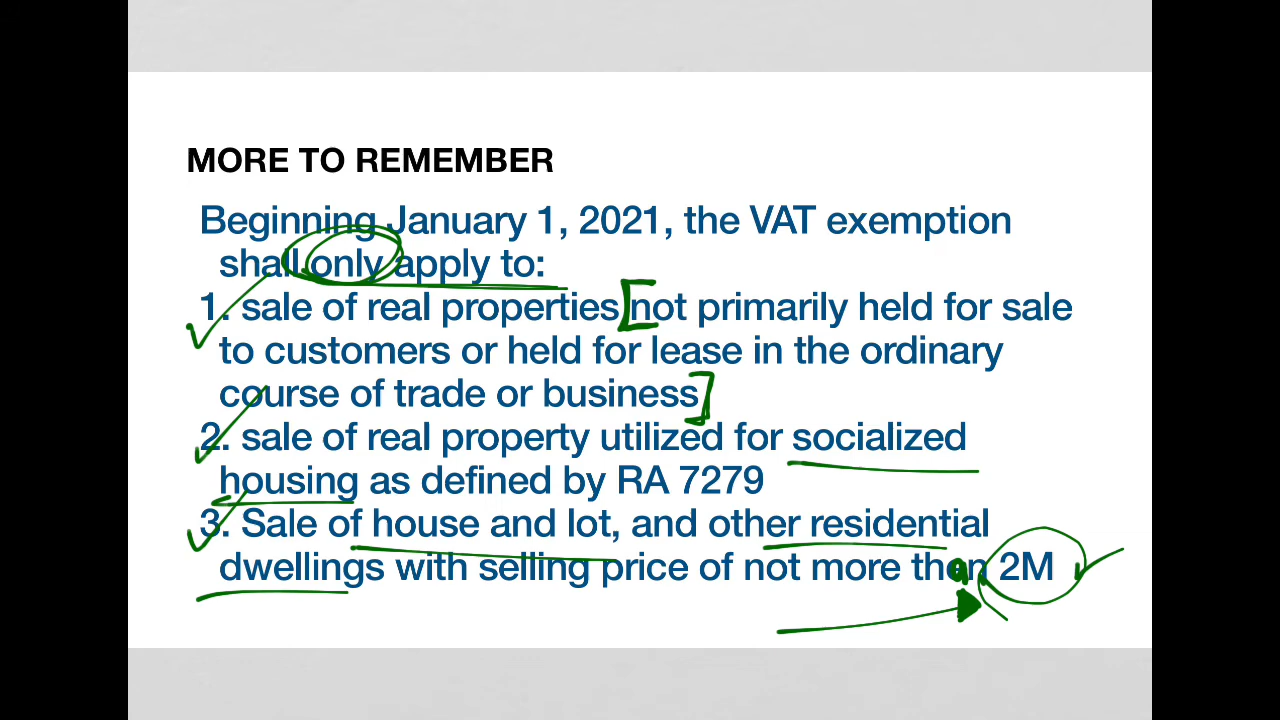 MORE TO REMEMBER
Beginning January 1, 2021, the VAT exemption
shall only apply to:
1. sale of real properties not primarily held for sale
to customers or held for lease in the ordinary
course of trade or business
2. sale of real property utilized for socialized
housing as defined by RA 7279
3. Sale of house and lot, and other residential
dwellings with selling price of not more than 2M